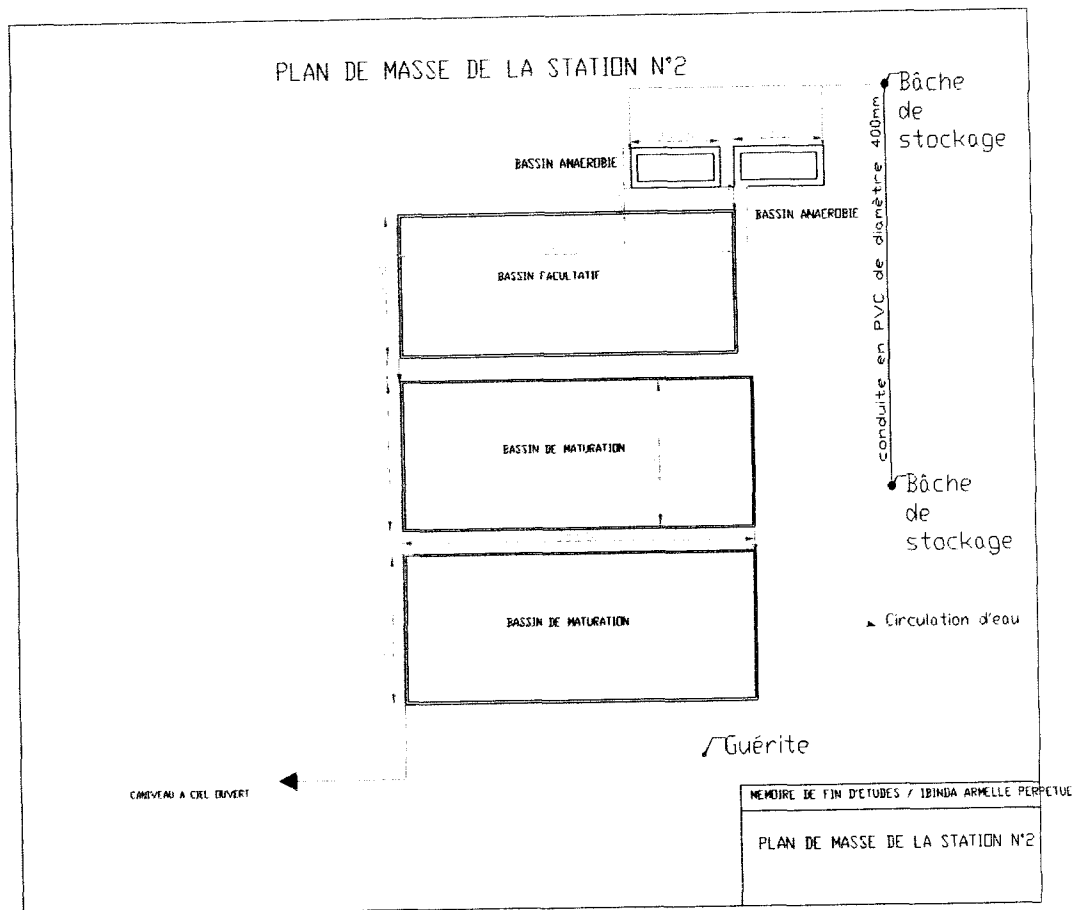 PLAN DE MASSE DE LA STATION N°2
Bâche
de
stockage
conduite en PVC de diamètre 400mm
BASSIN ANAEROBIE
BASSIN ANAEROBIE
BASSIN FACULTATIF
BASSIN DE MATURATION
Bâche
de
stockage
BASSIN DE MATURATION
Circulation d'eau
Guérite
CANIVEAU A CIEL OUVERT
MEMOIRE DE FIN D'ETUDES / IBINDA ARMELLE PERPETUE
PLAN DE MASSE DE LA STATION N°2